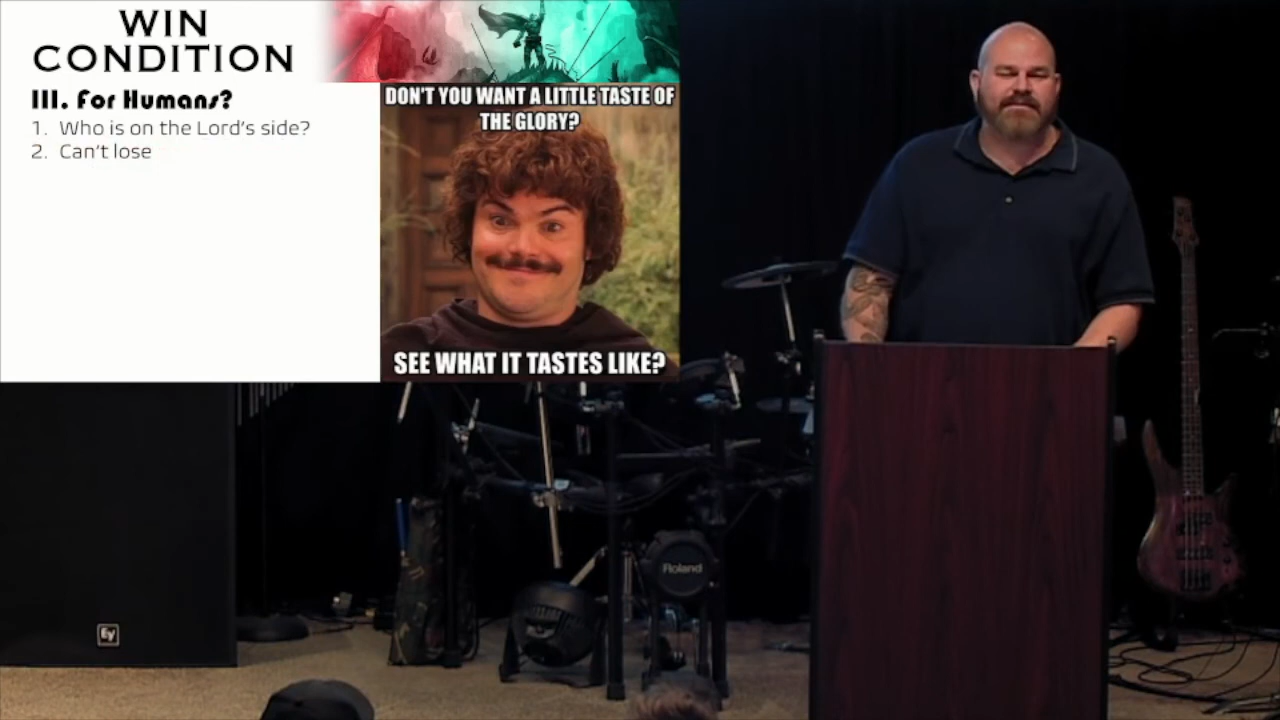 WIN
CONDITION
III. For Humans?
1. Who is on the Lord's side?
2. Can't lose
DON'T YOU WANT A LITTLE TASTE OF
THE GLORY?
SEE WHAT IT TASTES LIKE?
Roland
EV